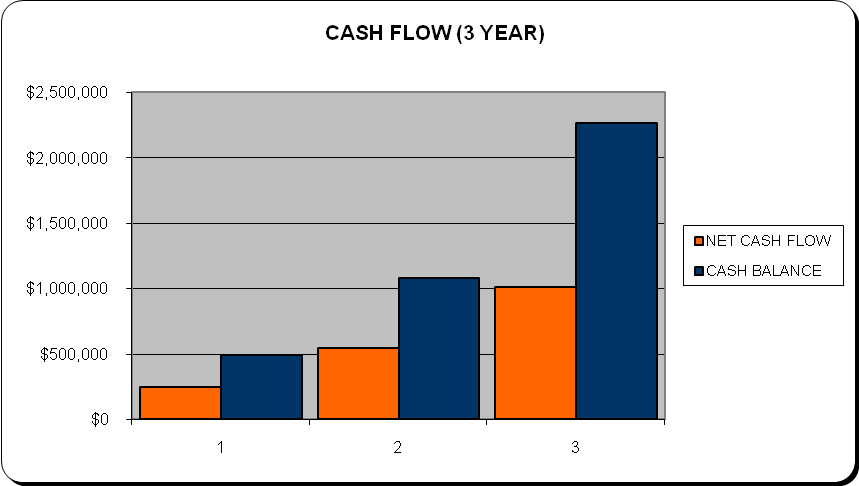 CASH FLOW (3 YEAR)
$2,500,000
$2,000,000
$1,500,000
$1,000,000
$500,000
$0
1 2 3
NET CASH FLOW
CASH BALANCE